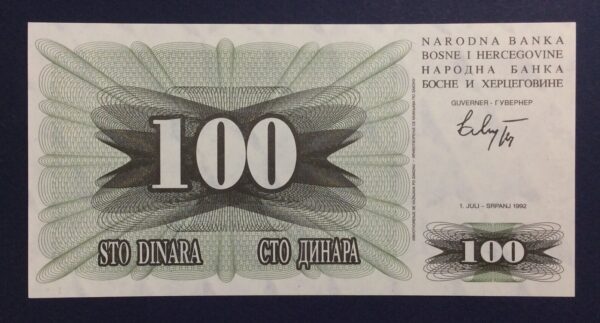 NARODNA BANKA
BOSNE I HERCEGOVINE
НАРОДНА БАНКА
БОСНЕ И ХЕРЦЕГОВИНЕ
GUVERNER - ГУВЕРНЕР
100
1. JULI - SRPANJ 1992
STO DINARA СТО ДИНАРА
100